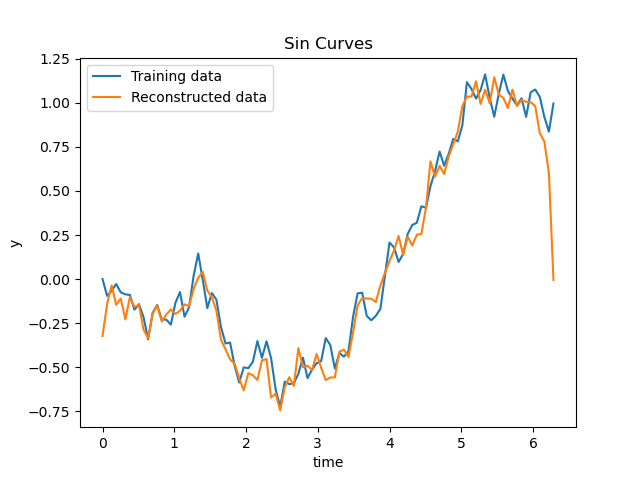 Sin Curves
Training data
Reconstructed data
1.25
1.00
0.75
0.50
0.25
0.00
−0.25
−0.50
−0.75
y
0 1 2 3 4 5 6
time